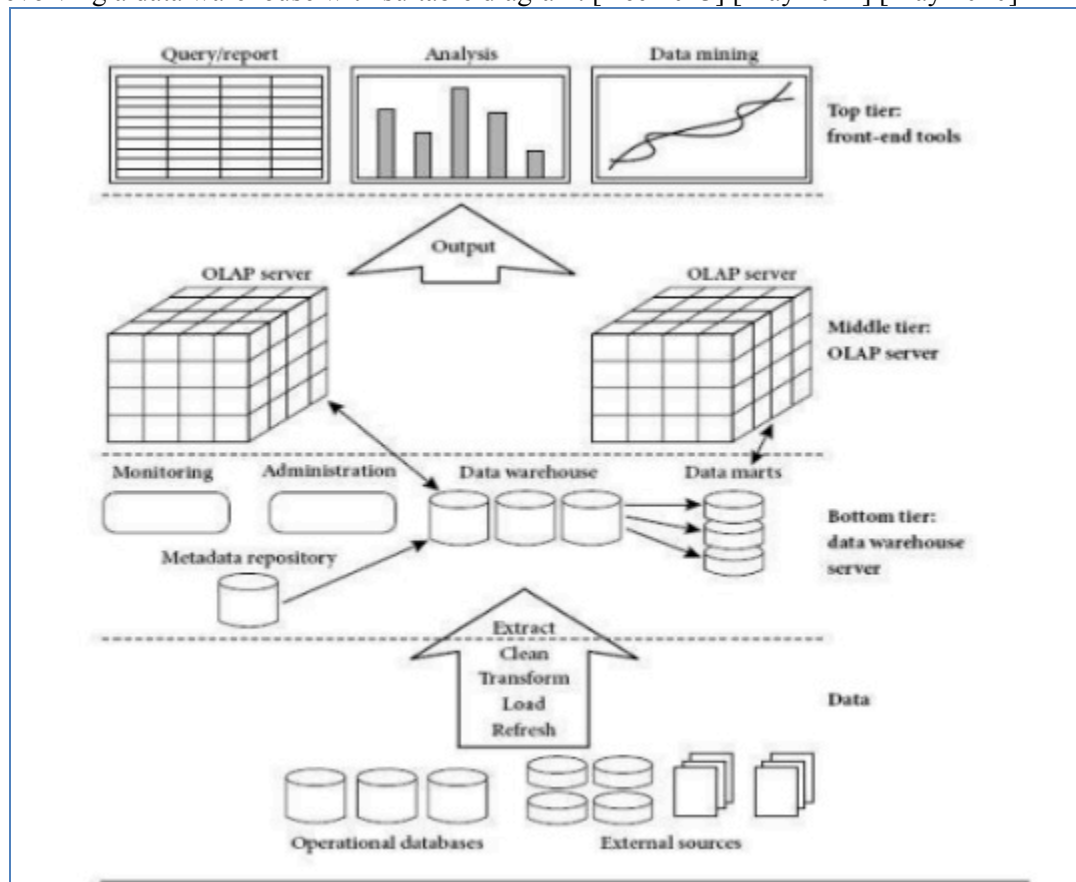 Query/report Analysis Data mining
Top tier:
front-end tools
Output
OLAP server OLAP server
Middle tier:
OLAP server
Monitoring Administration Data warehouse Data marts
Bottom tier:
data warehouse
server
Metadata repository
Extract
Clean
Transform
Load
Refresh
Data
Operational databases External sources